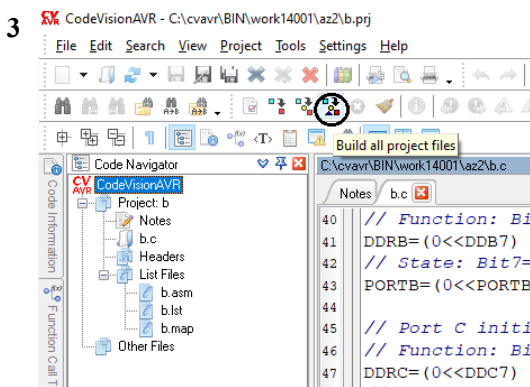 3
CodeVisionAVR - C:\cvavr\BIN\work14001\az2\b.prj
File Edit Search View Project Tools Settings Help
Build all project files
Code Navigator
C:\cvavr\BIN\work14001\az2\b.c
CodeVisionAVR
Project: b
Notes
b.c
Headers
List Files
b.asm
b.lst
b.map
Other Files
Code Information
Function Call T
Notes b.c
40 // Function: Bi
41 DDRB=(0<<DDB7)
42 // State: Bit7=
43 PORTB=(0<<PORTB
44
45 // Port C initi
46 // Function: Bi
47 DDRC=(0<<DDC7)